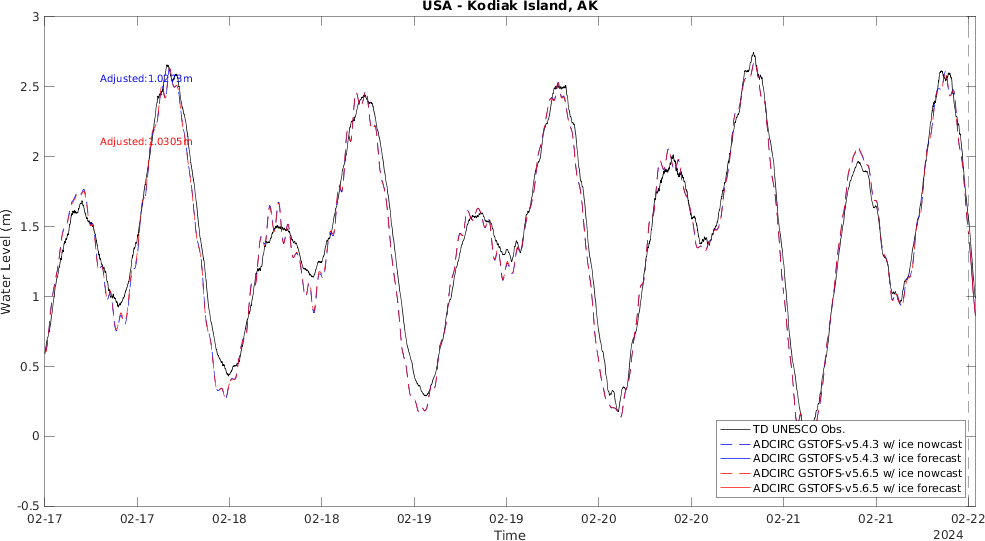 USA - Kodiak Island, AK
3
2.5
2
1.5
1
0.5
0
-0.5
Water Level (m)
Adjusted:1.0305m
TD UNESCO Obs.
ADCIRC GSTOFS-v5.4.3 w/ ice nowcast
ADCIRC GSTOFS-v5.4.3 w/ ice forecast
ADCIRC GSTOFS-v5.6.5 w/ ice nowcast
ADCIRC GSTOFS-v5.6.5 w/ ice forecast
02-17 02-17 02-18 02-18 02-19 02-19 02-20 02-20 02-21 02-21 02-22
Time
2024